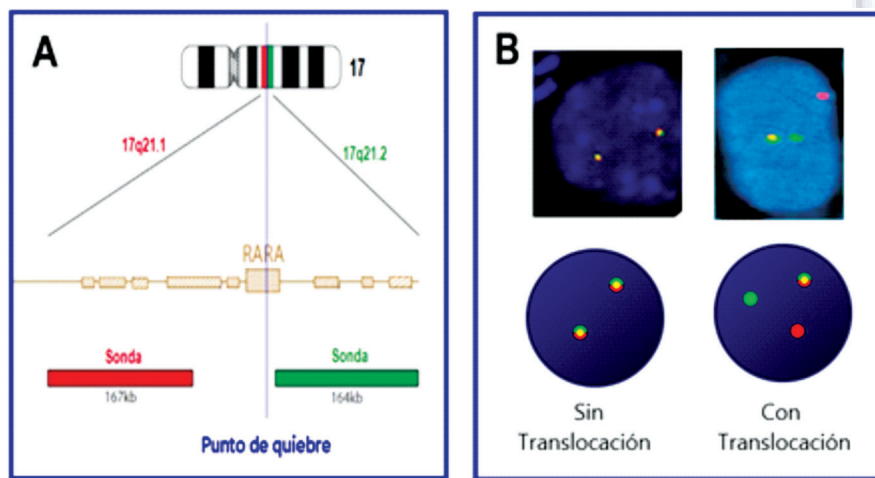 A
17
17q21.1
17q21.2
RARA
Sonda
167kb
Sonda
164kb
Punto de quiebre
B
Sin
Translocación
Con
Translocación